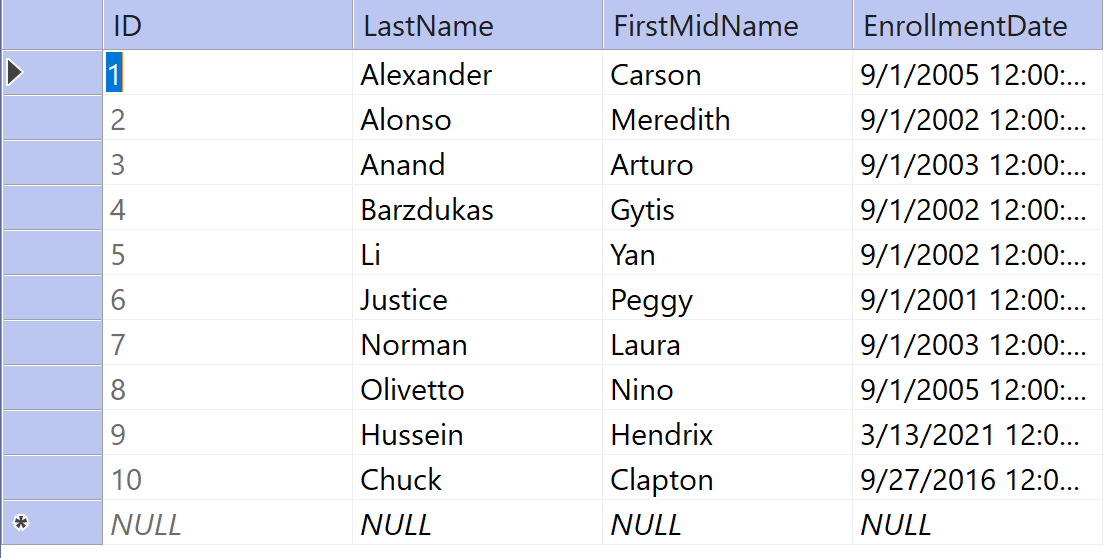 ID LastName FirstMidName EnrollmentDate
1 Alexander Carson 9/1/2005 12:00:...
2 Alonso Meredith 9/1/2002 12:00:...
3 Anand Arturo 9/1/2003 12:00:...
4 Barzdukas Gytis 9/1/2002 12:00:...
5 Li Yan 9/1/2002 12:00:...
6 Justice Peggy 9/1/2001 12:00:...
7 Norman Laura 9/1/2003 12:00:...
8 Olivetto Nino 9/1/2005 12:00:...
9 Hussein Hendrix 3/13/2021 12:0...
10 Chuck Clapton 9/27/2016 12:0...
NULL NULL NULL NULL